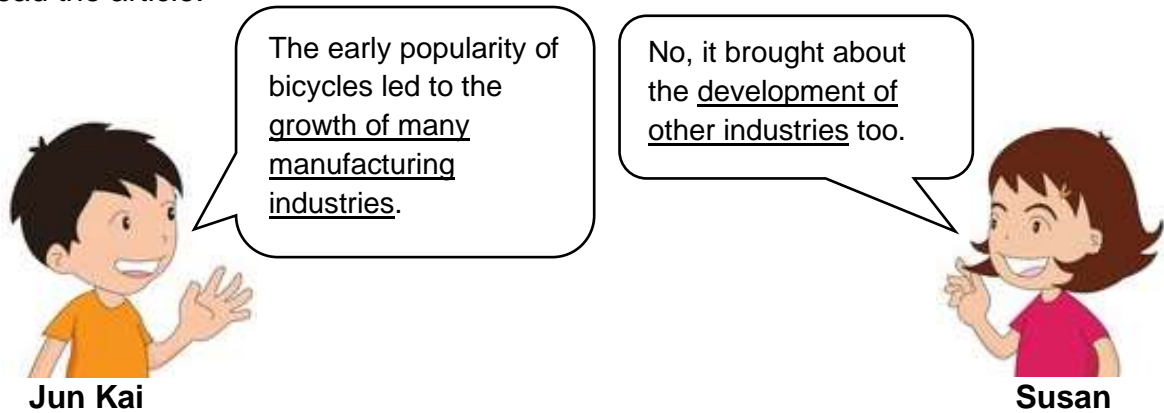 the article.
The early popularity of
bicycles led to the
growth of many
manufacturing
industries.
No, it brought about
the development of
other industries too.
Jun Kai
Susan